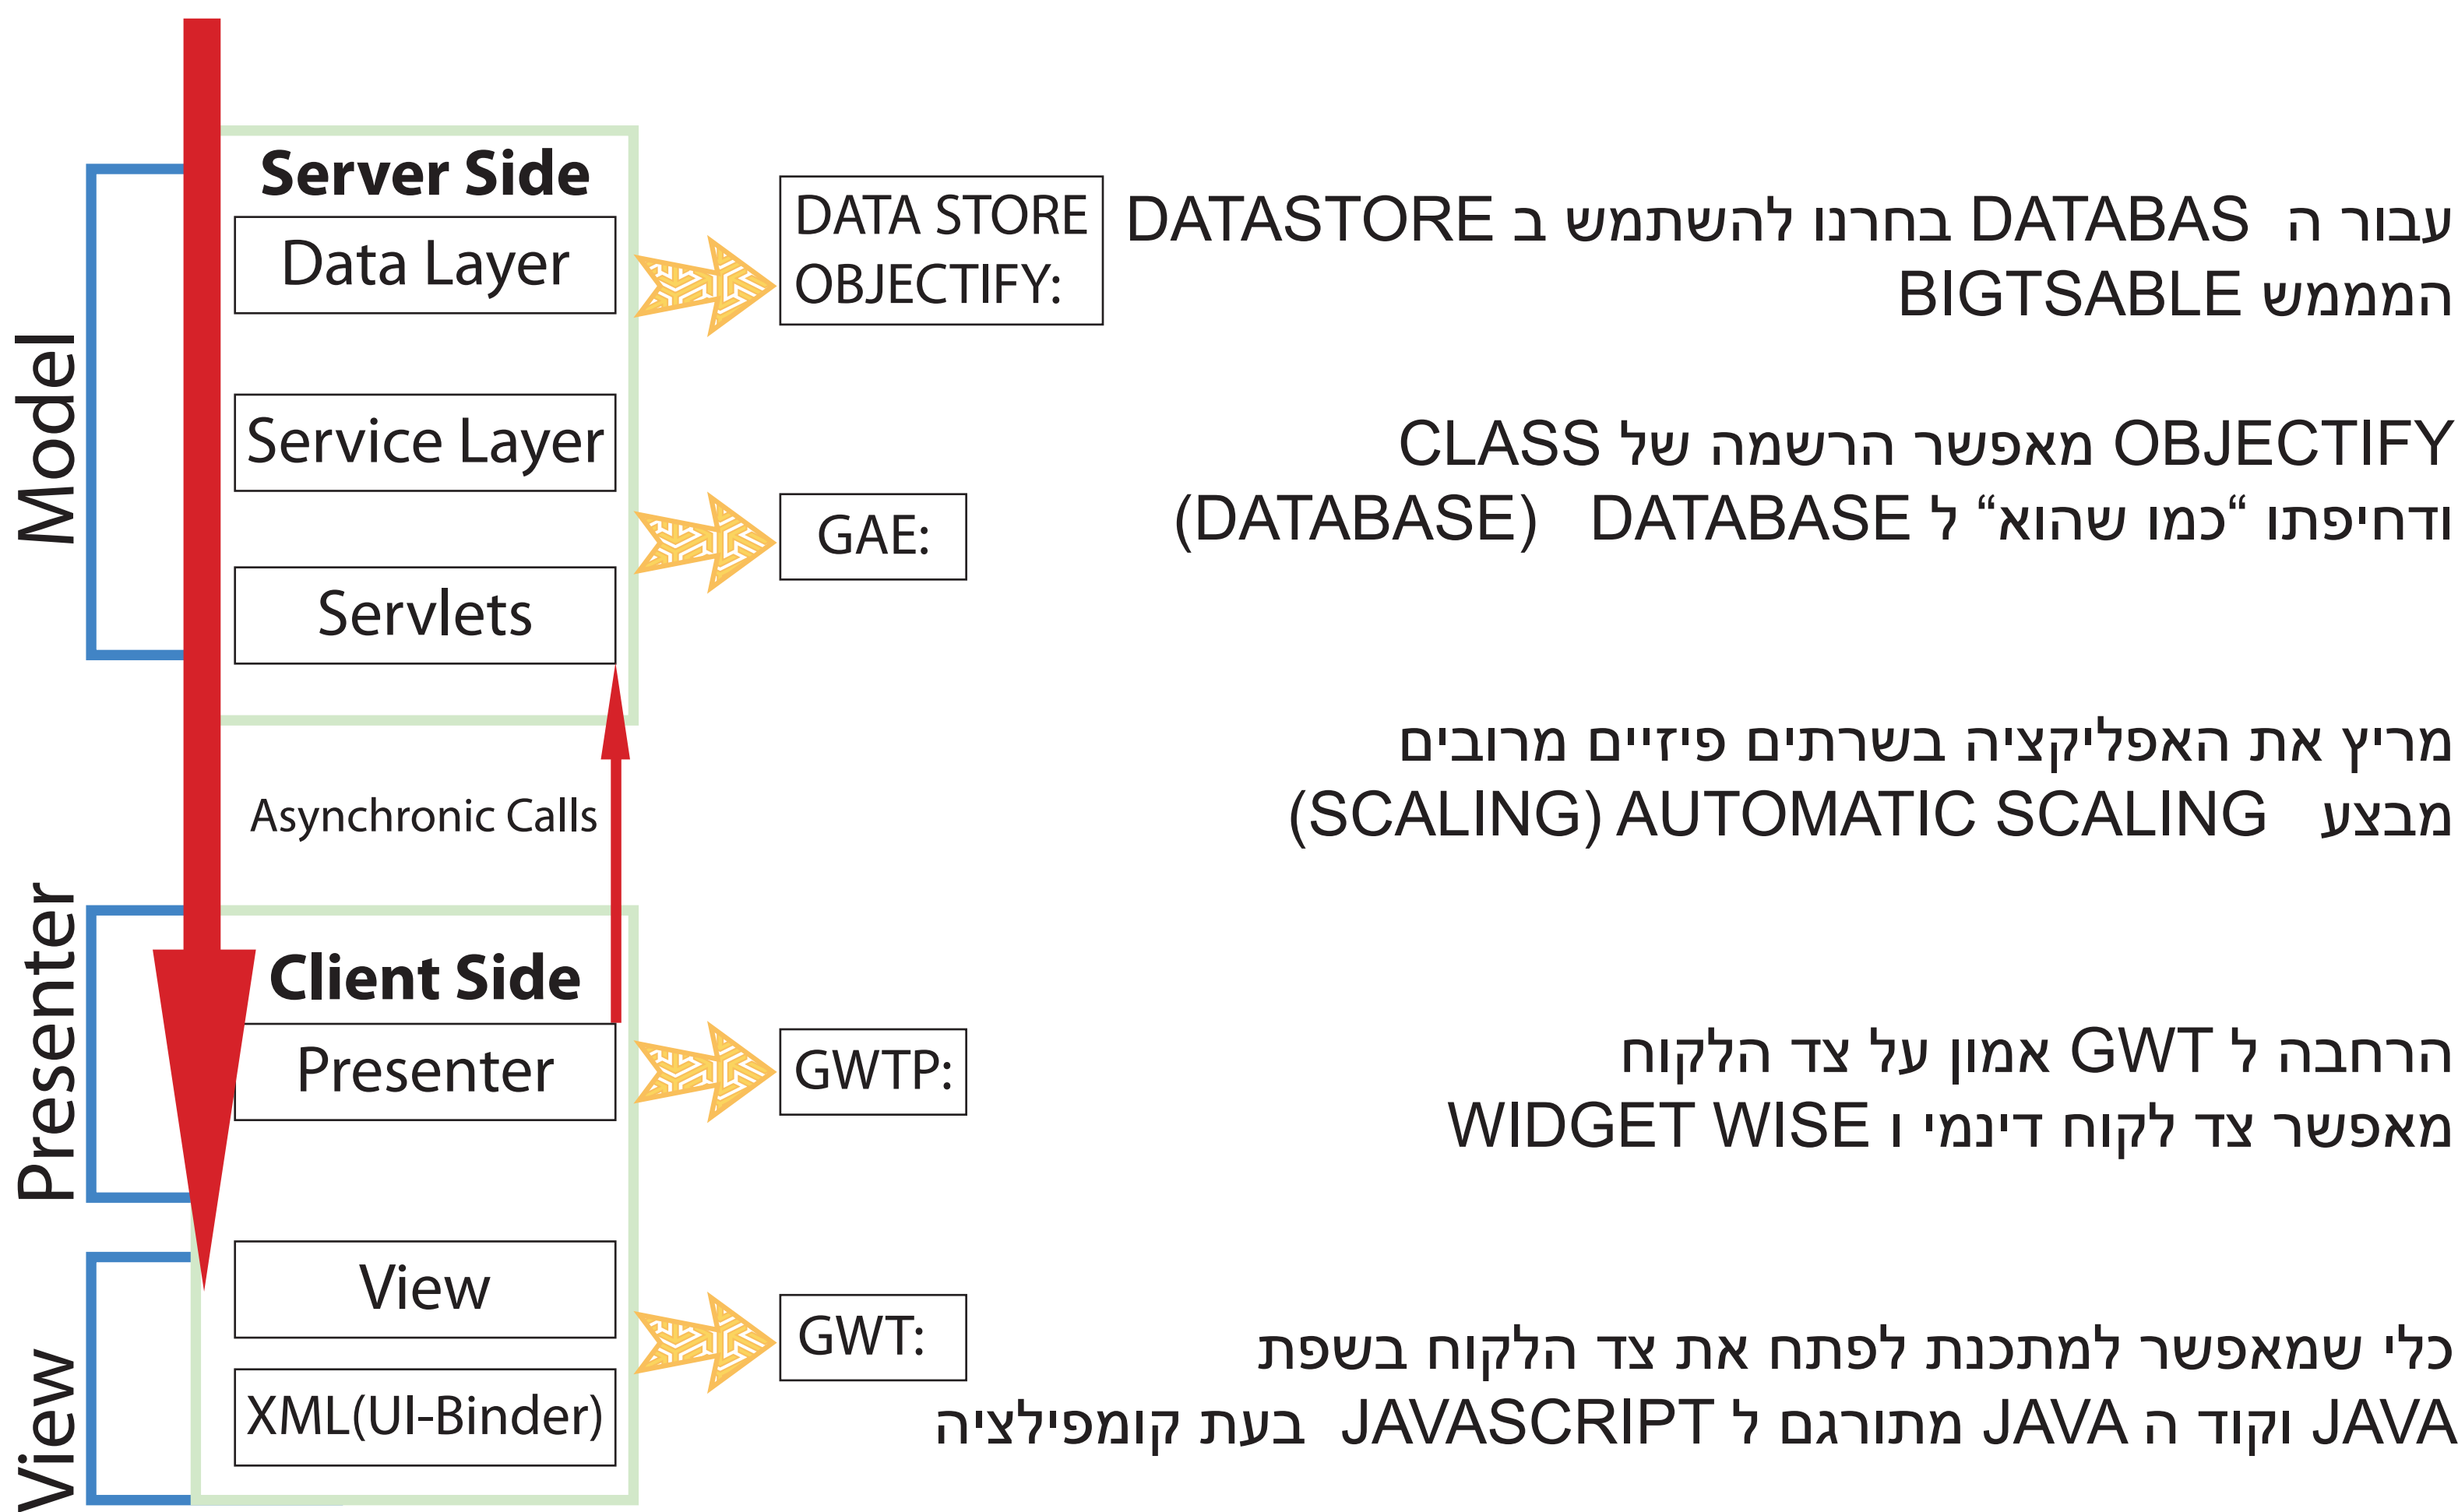 Model
Server Side
Data Layer
Service Layer
Servlets
DATA STORE
OBJECTIFY:
עבור ה DATABAS בחרנו להשתמש ב DATASTORE
המממש BIGTSABLE
OBJECTIFY מאפשר הרשמה של CLASS
ודחיפתו “כמו שהוא“ ל DATABASE (DATABASE)
GAE:
מריץ את האפליקציה בשרתים פיזיים מרובים
מבצע AUTOMATIC SCALING (SCALING)
Asynchronic Calls
Presenter
Client Side
Presenter
GWTP:
הרחבה ל GWT אמון על צד הלקוח
מאפשר צד לקוח דינמי ו WIDGET WISE
View
View
XML(UI-Binder)
GWT:
כלי שמאפשר למתכנת לפתח את צד הלקוח בשפת
JAVA וקוד ה JAVA מתורגם ל JAVASCRIPT בעת קומפילציה